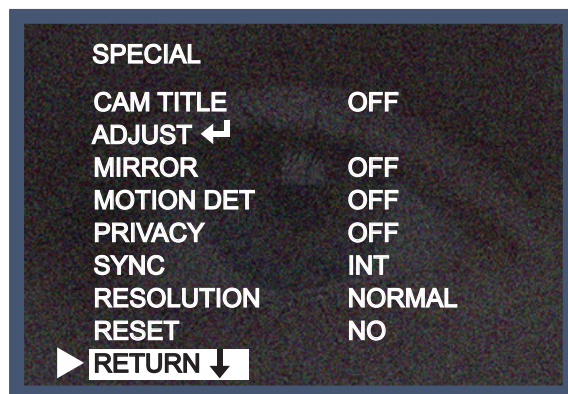 SPECIAL
CAM TITLE OFF
ADJUST ↵
MIRROR OFF
MOTION DET OFF
PRIVACY OFF
SYNC INT
RESOLUTION NORMAL
RESET NO
RETURN ↓